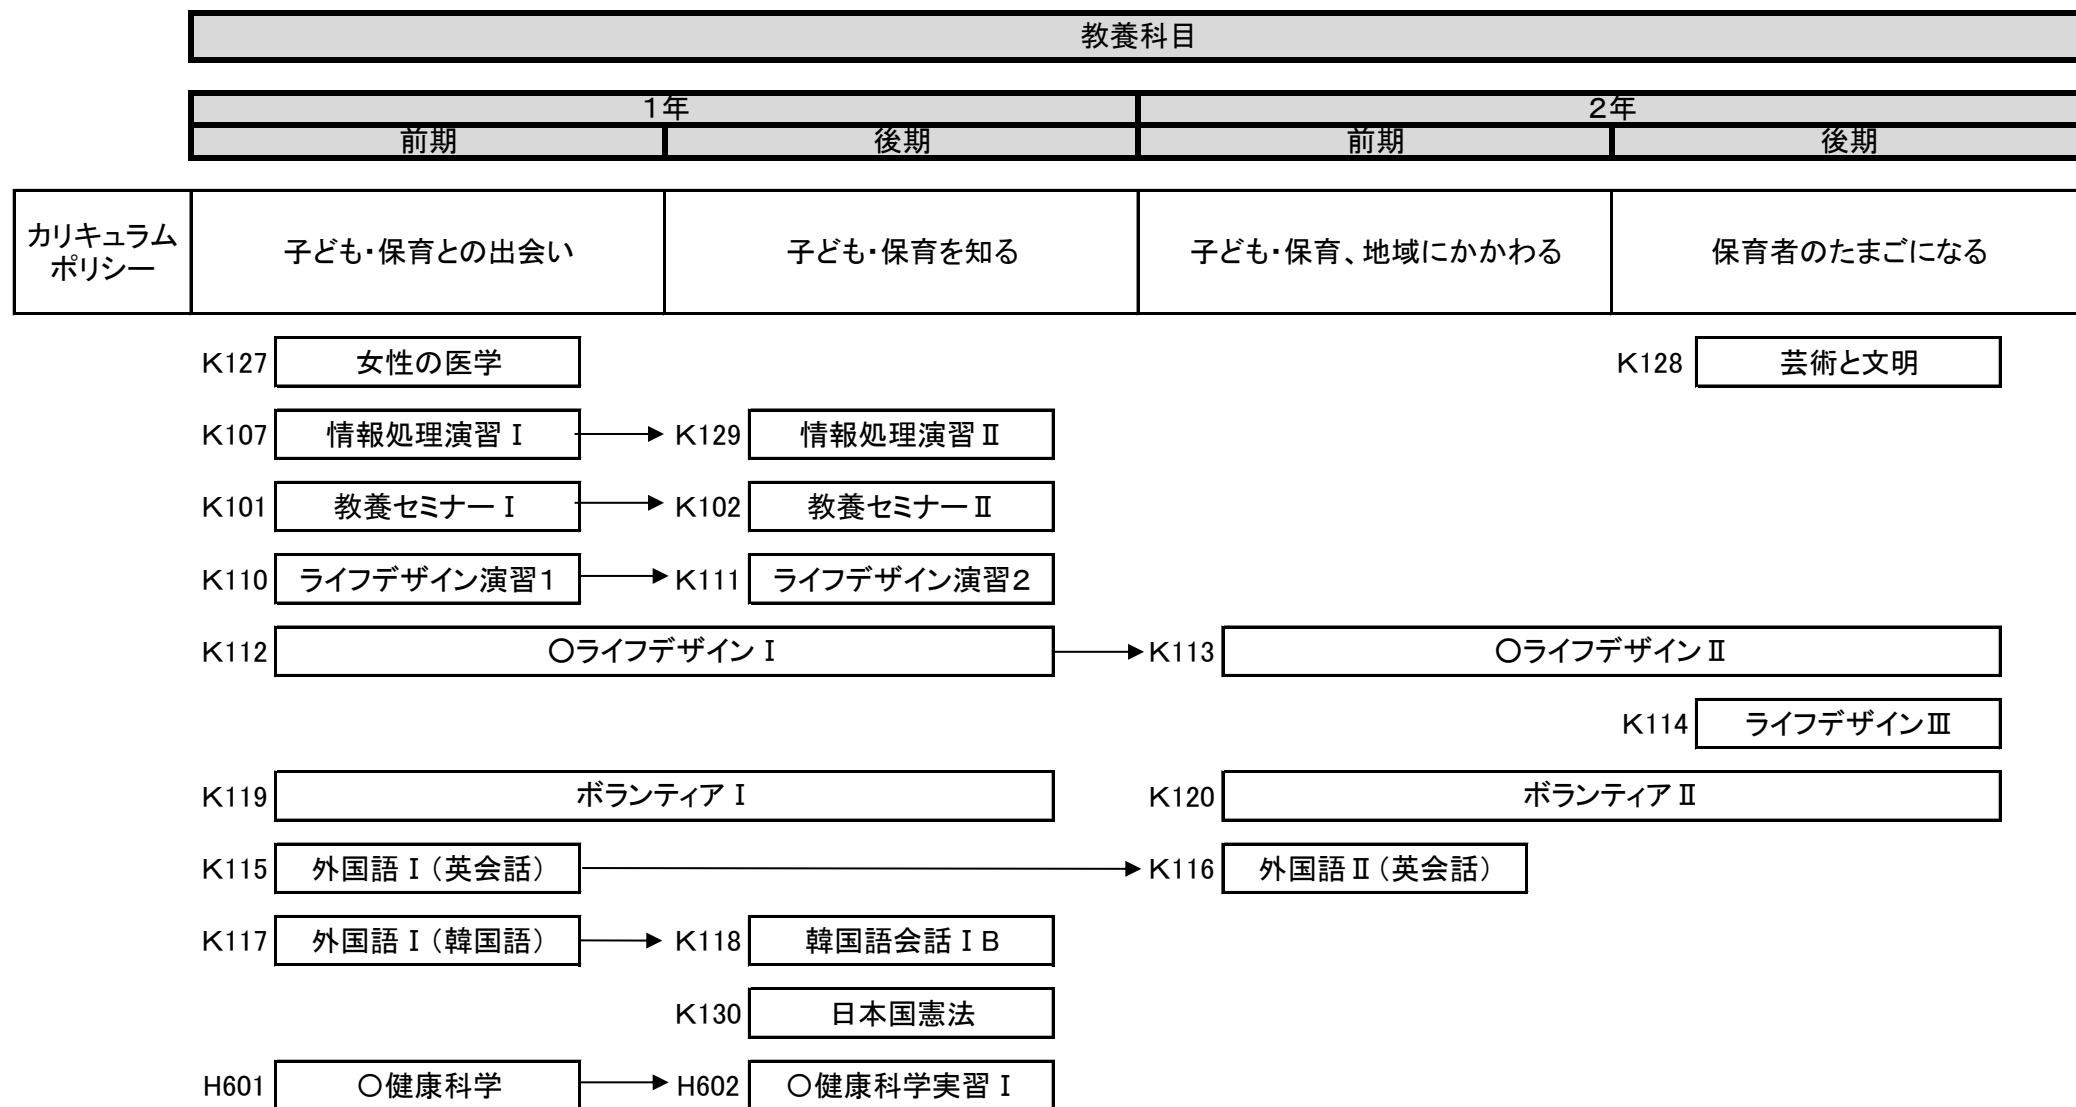 教養科目
1年
2年
前期
後期
前期
後期
カリキュラム
ポリシー
子ども・保育との出会い
子ども・保育を知る
子ども・保育、地域にかかわる
保育者のたまごになる
K127 女性の医学
K128 芸術と文明
K107 情報処理演習Ⅰ
K129 情報処理演習Ⅱ
K101 教養セミナーⅠ
K102 教養セミナーⅡ
K110 ライフデザイン演習1
K111 ライフデザイン演習2
K112 ○ライフデザインⅠ
K113 ○ライフデザインⅡ
K114 ライフデザインⅢ
K119 ボランティアⅠ
K120 ボランティアⅡ
K115 外国語Ⅰ（英会話）
K116 外国語Ⅱ（英会話）
K117 外国語Ⅰ（韓国語）
K118 韓国語会話ⅠB
K130 日本国憲法
H601 ○健康科学
H602 ○健康科学実習Ⅰ